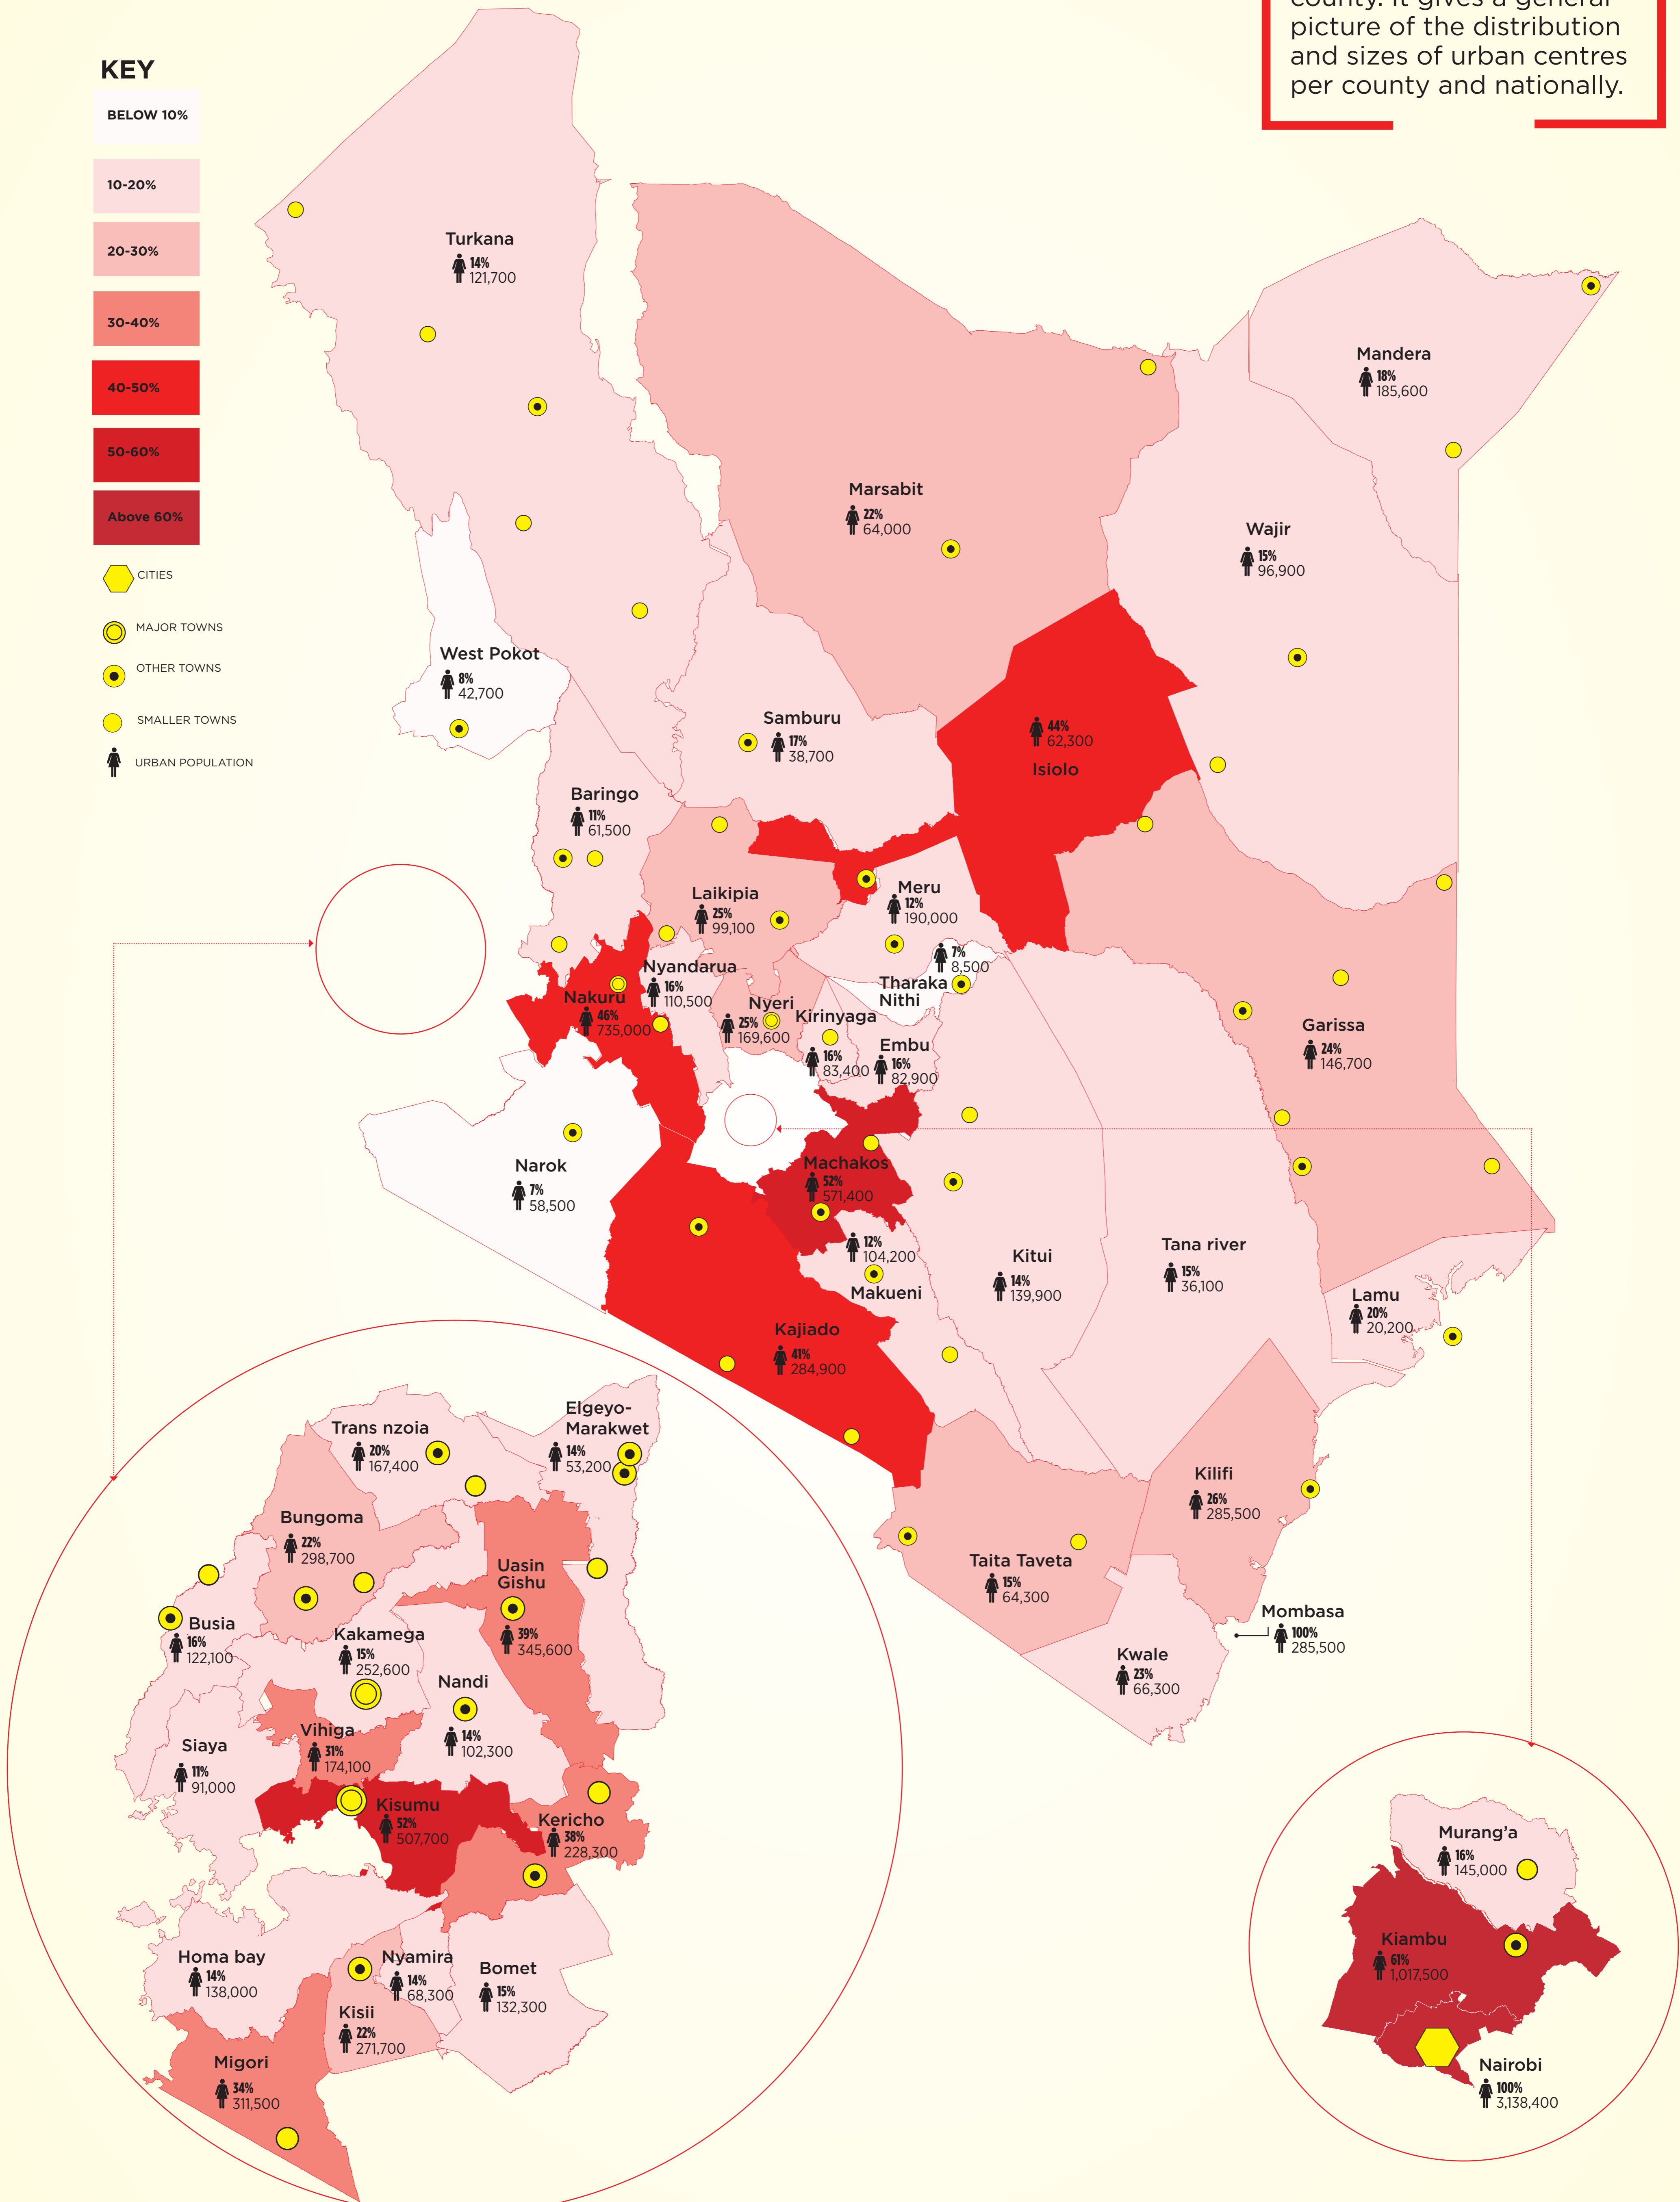 county. It gives a general
picture of the distribution
and sizes of urban centres
per county and nationally.
KEY
BELOW 10%
10-20%
20-30%
30-40%
40-50%
50-60%
Above 60%
CITIES
MAJOR TOWNS
OTHER TOWNS
SMALLER TOWNS
URBAN POPULATION
Turkana
14%
121,700
Mandera
18%
185,600
Marsabit
22%
64,000
Wajir
15%
96,900
West Pokot
8%
42,700
Samburu
17%
38,700
44%
62,300
Isiolo
Baringo
11%
61,500
Laikipia
25%
99,100
Meru
12%
190,000
7%
8,500
Tharaka
Nithi
Nyandarua
16%
110,500
Nakuru
46%
735,000
Nyeri
25%
169,600
Kirinyaga
16%
83,400
Embu
16%
82,900
Garissa
24%
146,700
Narok
7%
58,500
Machakos
52%
571,400
12%
104,200
Makueni
Kitui
14%
139,900
Tana river
15%
36,100
Lamu
20%
20,200
Kajiado
41%
284,900
Kilifi
26%
285,500
Taita Taveta
15%
64,300
Mombasa
100%
285,500
Kwale
23%
66,300
Trans nzoia
20%
167,400
Elgeyo-
Marakwet
14%
53,200
Bungoma
22%
298,700
Uasin
Gishu
39%
345,600
Busia
16%
122,100
Kakamega
15%
252,600
Nandi
14%
102,300
Vihiga
31%
174,100
Siaya
11%
91,000
Kisumu
52%
507,700
Kericho
38%
228,300
Homa bay
14%
138,000
Nyamira
14%
68,300
Bomet
15%
132,300
Kisii
22%
271,700
Migori
34%
311,500
Murang’a
16%
145,000
Kiambu
61%
1,017,500
Nairobi
100%
3,138,400